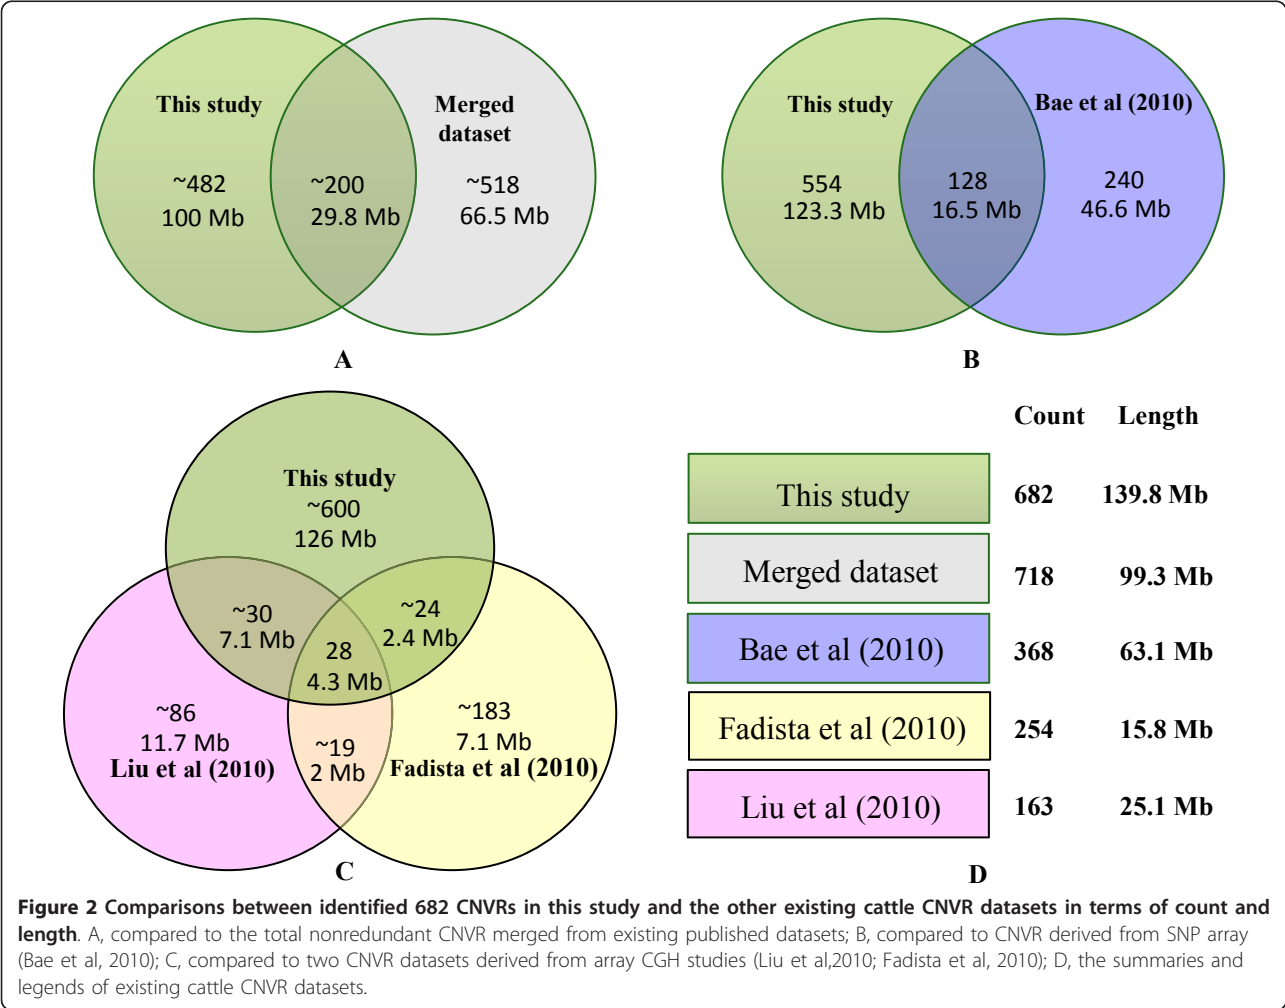 This study
Merged
dataset
~482
100 Mb
~200
29.8 Mb
~518
66.5 Mb
A
This study
Bae et al (2010)
554
123.3 Mb
128
16.5 Mb
240
46.6 Mb
B
This study
~600
126 Mb
~30
7.1 Mb
~24
2.4 Mb
28
4.3 Mb
~86
11.7 Mb
Liu et al (2010)
~19
2 Mb
~183
7.1 Mb
Fadista et al (2010)
C
Count Length
This study 682 139.8 Mb
Merged dataset 718 99.3 Mb
Bae et al (2010) 368 63.1 Mb
Fadista et al (2010) 254 15.8 Mb
Liu et al (2010) 163 25.1 Mb
D
Figure 2 Comparisons between identified 682 CNVRs in this study and the other existing cattle CNVR datasets in terms of count and
length. A, compared to the total nonredundant CNVR merged from existing published datasets; B, compared to CNVR derived from SNP array
(Bae et al, 2010); C, compared to two CNVR datasets derived from array CGH studies (Liu et al,2010; Fadista et al, 2010); D, the summaries and
legends of existing cattle CNVR datasets.